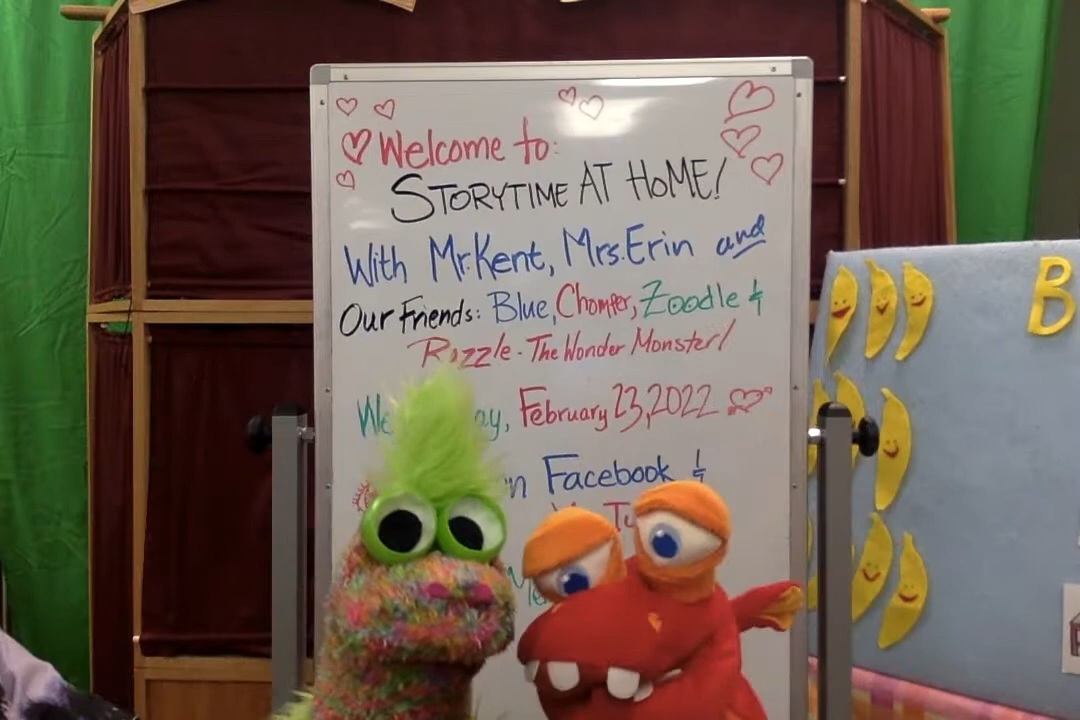 Welcome to:
STORYTIME AT HOME!
With Mr. Kent, Mrs. Erin and
Our Friends: Blue, Chomper, Zoodle &
Razzle - The Wonder Monster!
February 23, 2022
Facebook &
B